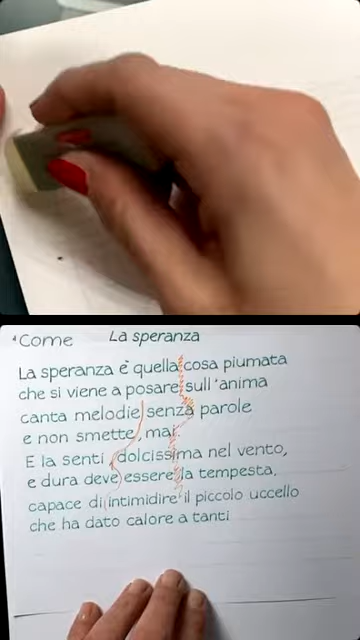 Come La speranza
La speranza è quella cosa piumata
che si viene a posare sull'anima
canta melodie senza parole
e non smette, mai.
E la senti dolcissima nel vento,
e dura deve essere la tempesta,
capace di intimidire il piccolo uccello
che ha dato calore a tanti